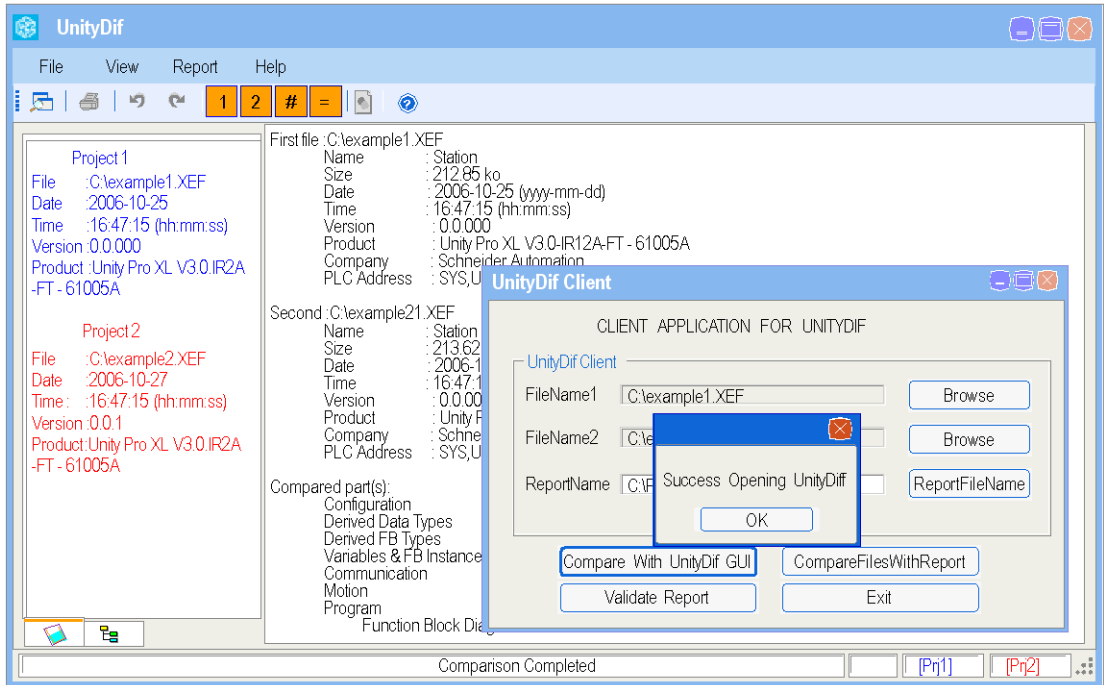 UnityDif
File View Report Help
1 2 # =
Project 1
File :C:\example1.XEF
Date :2006-10-25
Time :16:47:15 (hh:mm:ss)
Version :0.0.000
Product :Unity Pro XL V3.0.IR2A
-FT - 61005A
Project 2
File :C:\example2.XEF
Date :2006-10-27
Time : :16:47:15 (hh:mm:ss)
Version :0.0.1
Product:Unity Pro XL V3.0.IR2A
-FT - 61005A
First file :C:\example1.XEF
Name : Station
Size : 212.85 ko
Date : 2006-10-25 (yyyy-mm-dd)
Time : 16:47:15 (hh:mm:ss)
Version : 0.0.000
Product : Unity Pro XL V3.0-IR12A-FT - 61005A
Company : Schneider Automation
PLC Address : SYS,U
Second :C:\example21.XEF
Name : Station
Size : 213.62
Date : 2006-1
Time : 16:47:1
Version : 0.0.00
Product : Unity
Company : Schne
PLC Address : SYS,U
Compared part(s):
Configuration
Derived Data Types
Derived FB Types
Variables & FB Instance
Communication
Motion
Program
Function Block
UnityDif Client
CLIENT APPLICATION FOR UNITYDIF
UnityDif Client
FileName1 C:\example1.XEF Browse
FileName2 Browse
ReportName ReportFileName
Success Opening UnityDiff
OK
Compare With UnityDif GUI CompareFilesWithReport
Validate Report Exit
Comparison Completed [Prj1] [Prj2]